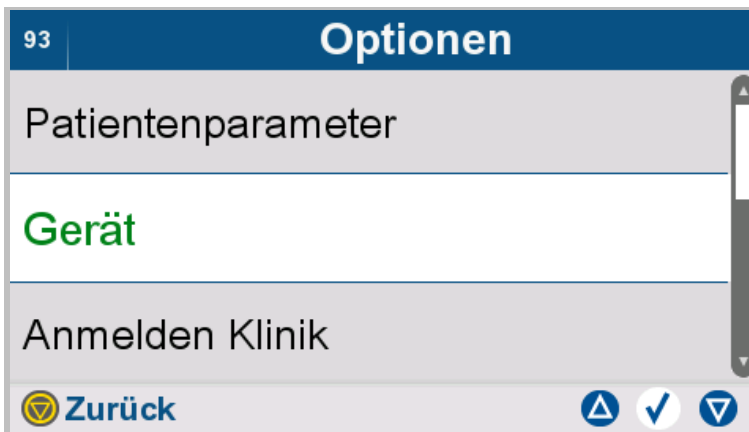 93
Optionen
Patientenparameter
Gerät
Anmelden Klinik
Zurück